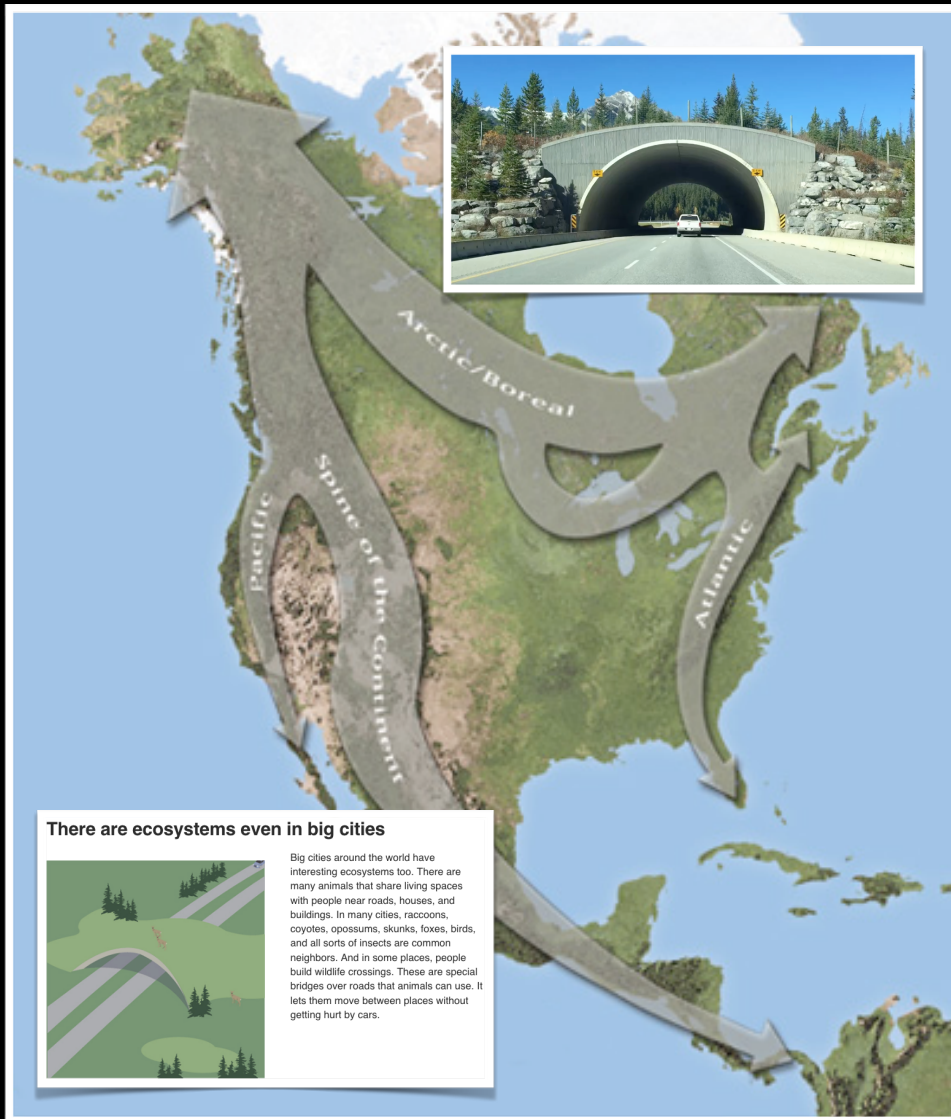 Arctic/Boreal
Pacific
Spine of the Continent
Atlantic
There are ecosystems even in big cities
Big cities around the world have
interesting ecosystems too. There are
many animals that share living spaces
with people near roads, houses, and
buildings. In many cities, raccoons,
coyotes, opossums, skunks, foxes, birds,
and all sorts of insects are common
neighbors. And in some places, people
build wildlife crossings. These are special
bridges over roads that animals can use. It
lets them move between places without
getting hurt by cars.